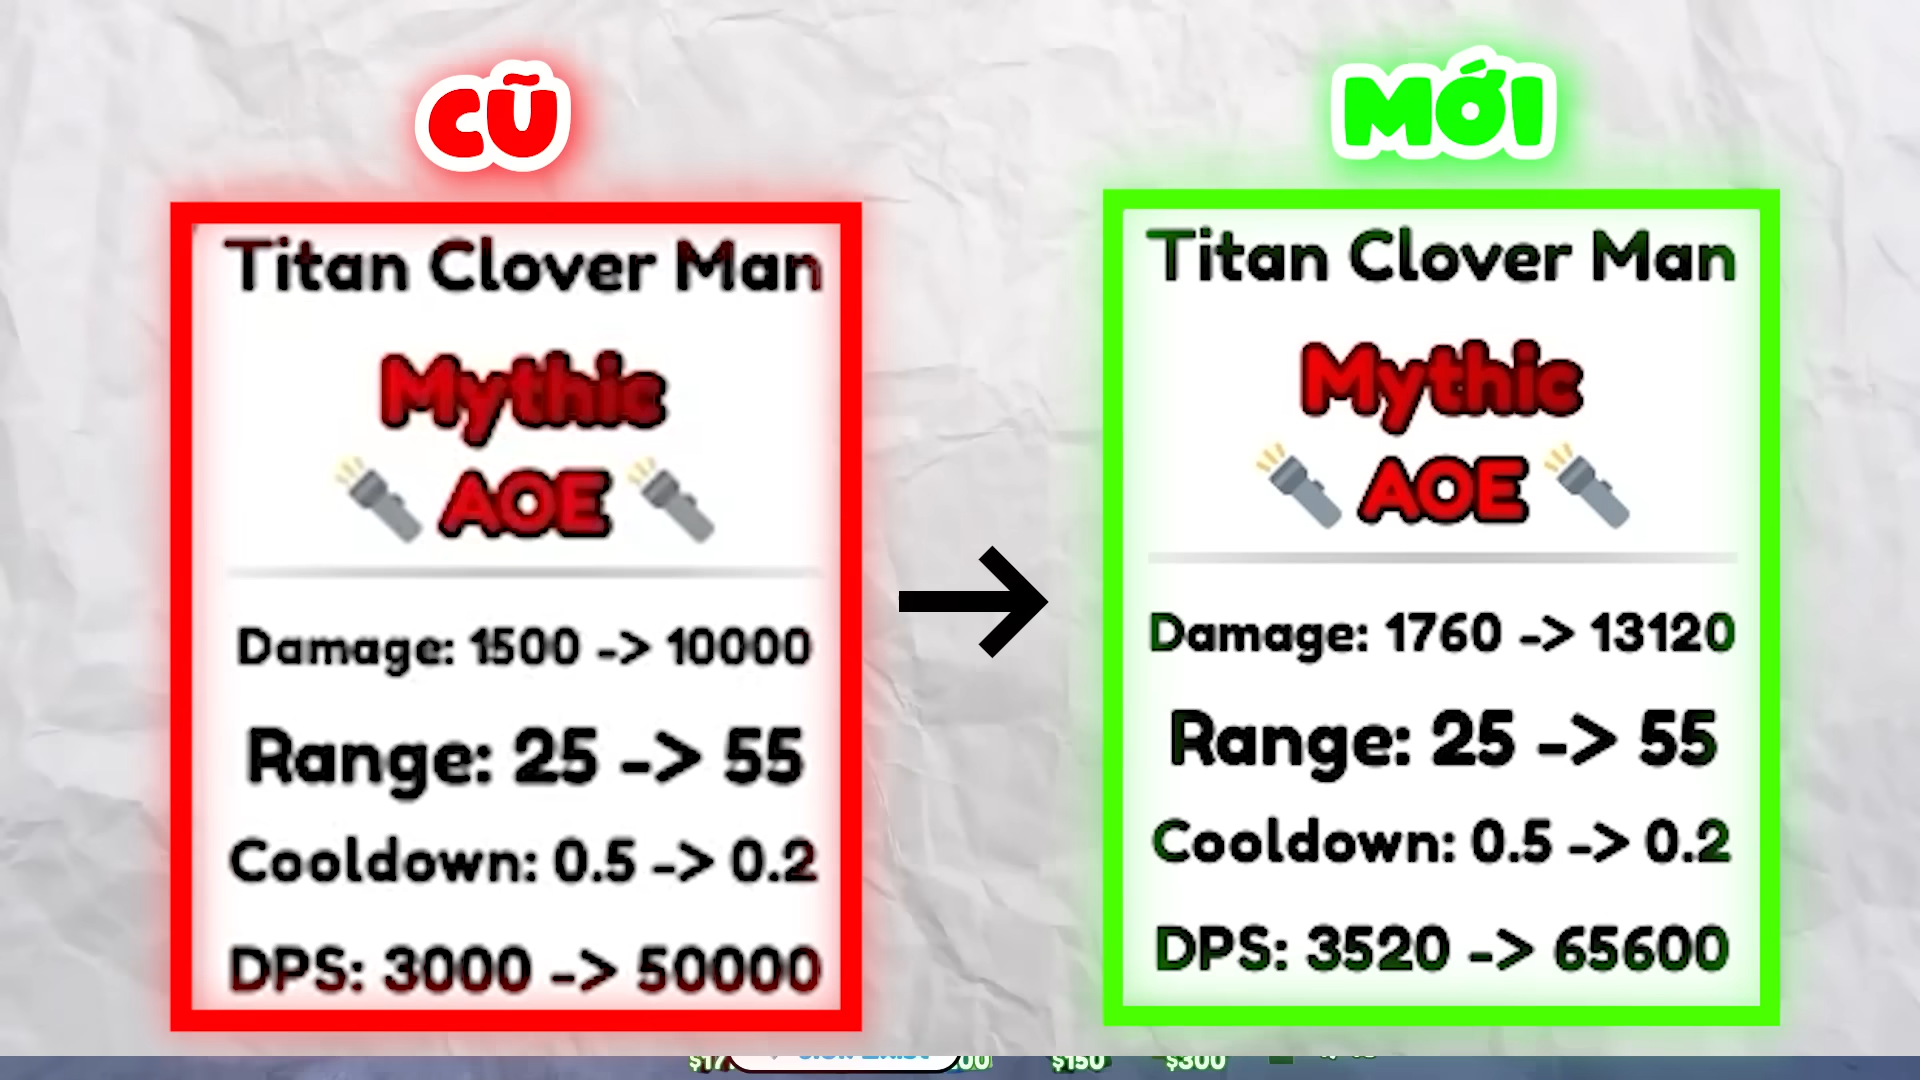 CŨ
Titan Clover Man
Mythic
AOE
Damage: 1500 -> 10000
Range: 25 -> 55
Cooldown: 0.5 -> 0.2
DPS: 3000 -> 50000
MỚI
Titan Clover Man
Mythic
AOE
Damage: 1760 -> 13120
Range: 25 -> 55
Cooldown: 0.5 -> 0.2
DPS: 3520 -> 65600
$150 $300